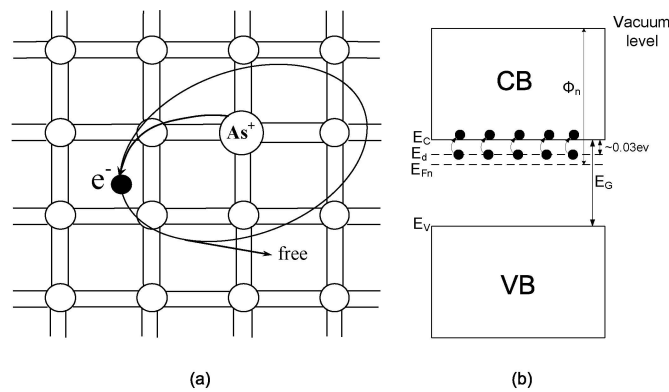 As+
e-
free
(a)
Vacuum
level
CB
Φn
EC
Ed
~0.03ev
EFn
EG
EV
VB
(b)